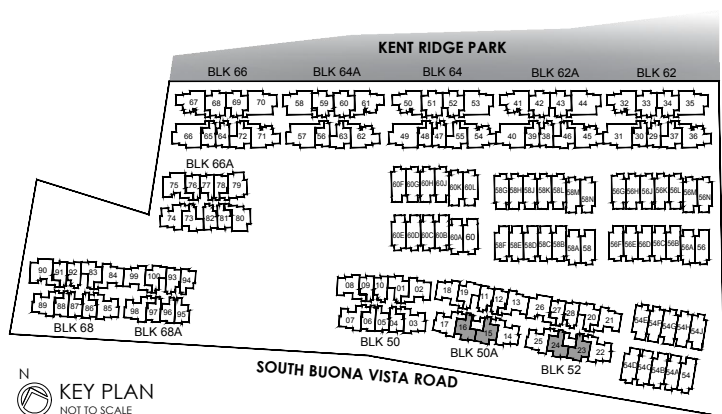 KENT RIDGE PARK
BLK 66 BLK 64A BLK 64 BLK 62A BLK 62
67 68 69 70 58 59 60 61 50 51 52 53 41 42 43 44 32 33 34 35
66 65 64 72 71 57 56 63 62 49 48 47 55 54 40 39 38 46 45 31 30 29 37 36
BLK 66A
75 76 77 78 79 60F 60G 60H 60J 60K 60L 58G 58H 58J 58K 58L 58M 58N 56G 56H 56J 56K 56L 56M 56N
74 73 82 81 80 60E 60D 60C 60B 60A 60 58F 58E 58D 58C 58B 58A 58 56F 56E 56D 56C 56B 56A 56
90 91 92 83 84 99 100 93 94 08 09 10 01 02 18 19 11 12 13 26 27 28 20 21 54E 54F 54G 54H 54J
89 88 87 86 85 98 97 96 95 07 06 05 04 03 17 16 15 14 25 24 23 22 54D 54C 54B 54A 54
BLK 68 BLK 68A BLK 50 BLK 50A BLK 52
SOUTH BUONA VISTA ROAD
N
KEY PLAN
NOT TO SCALE